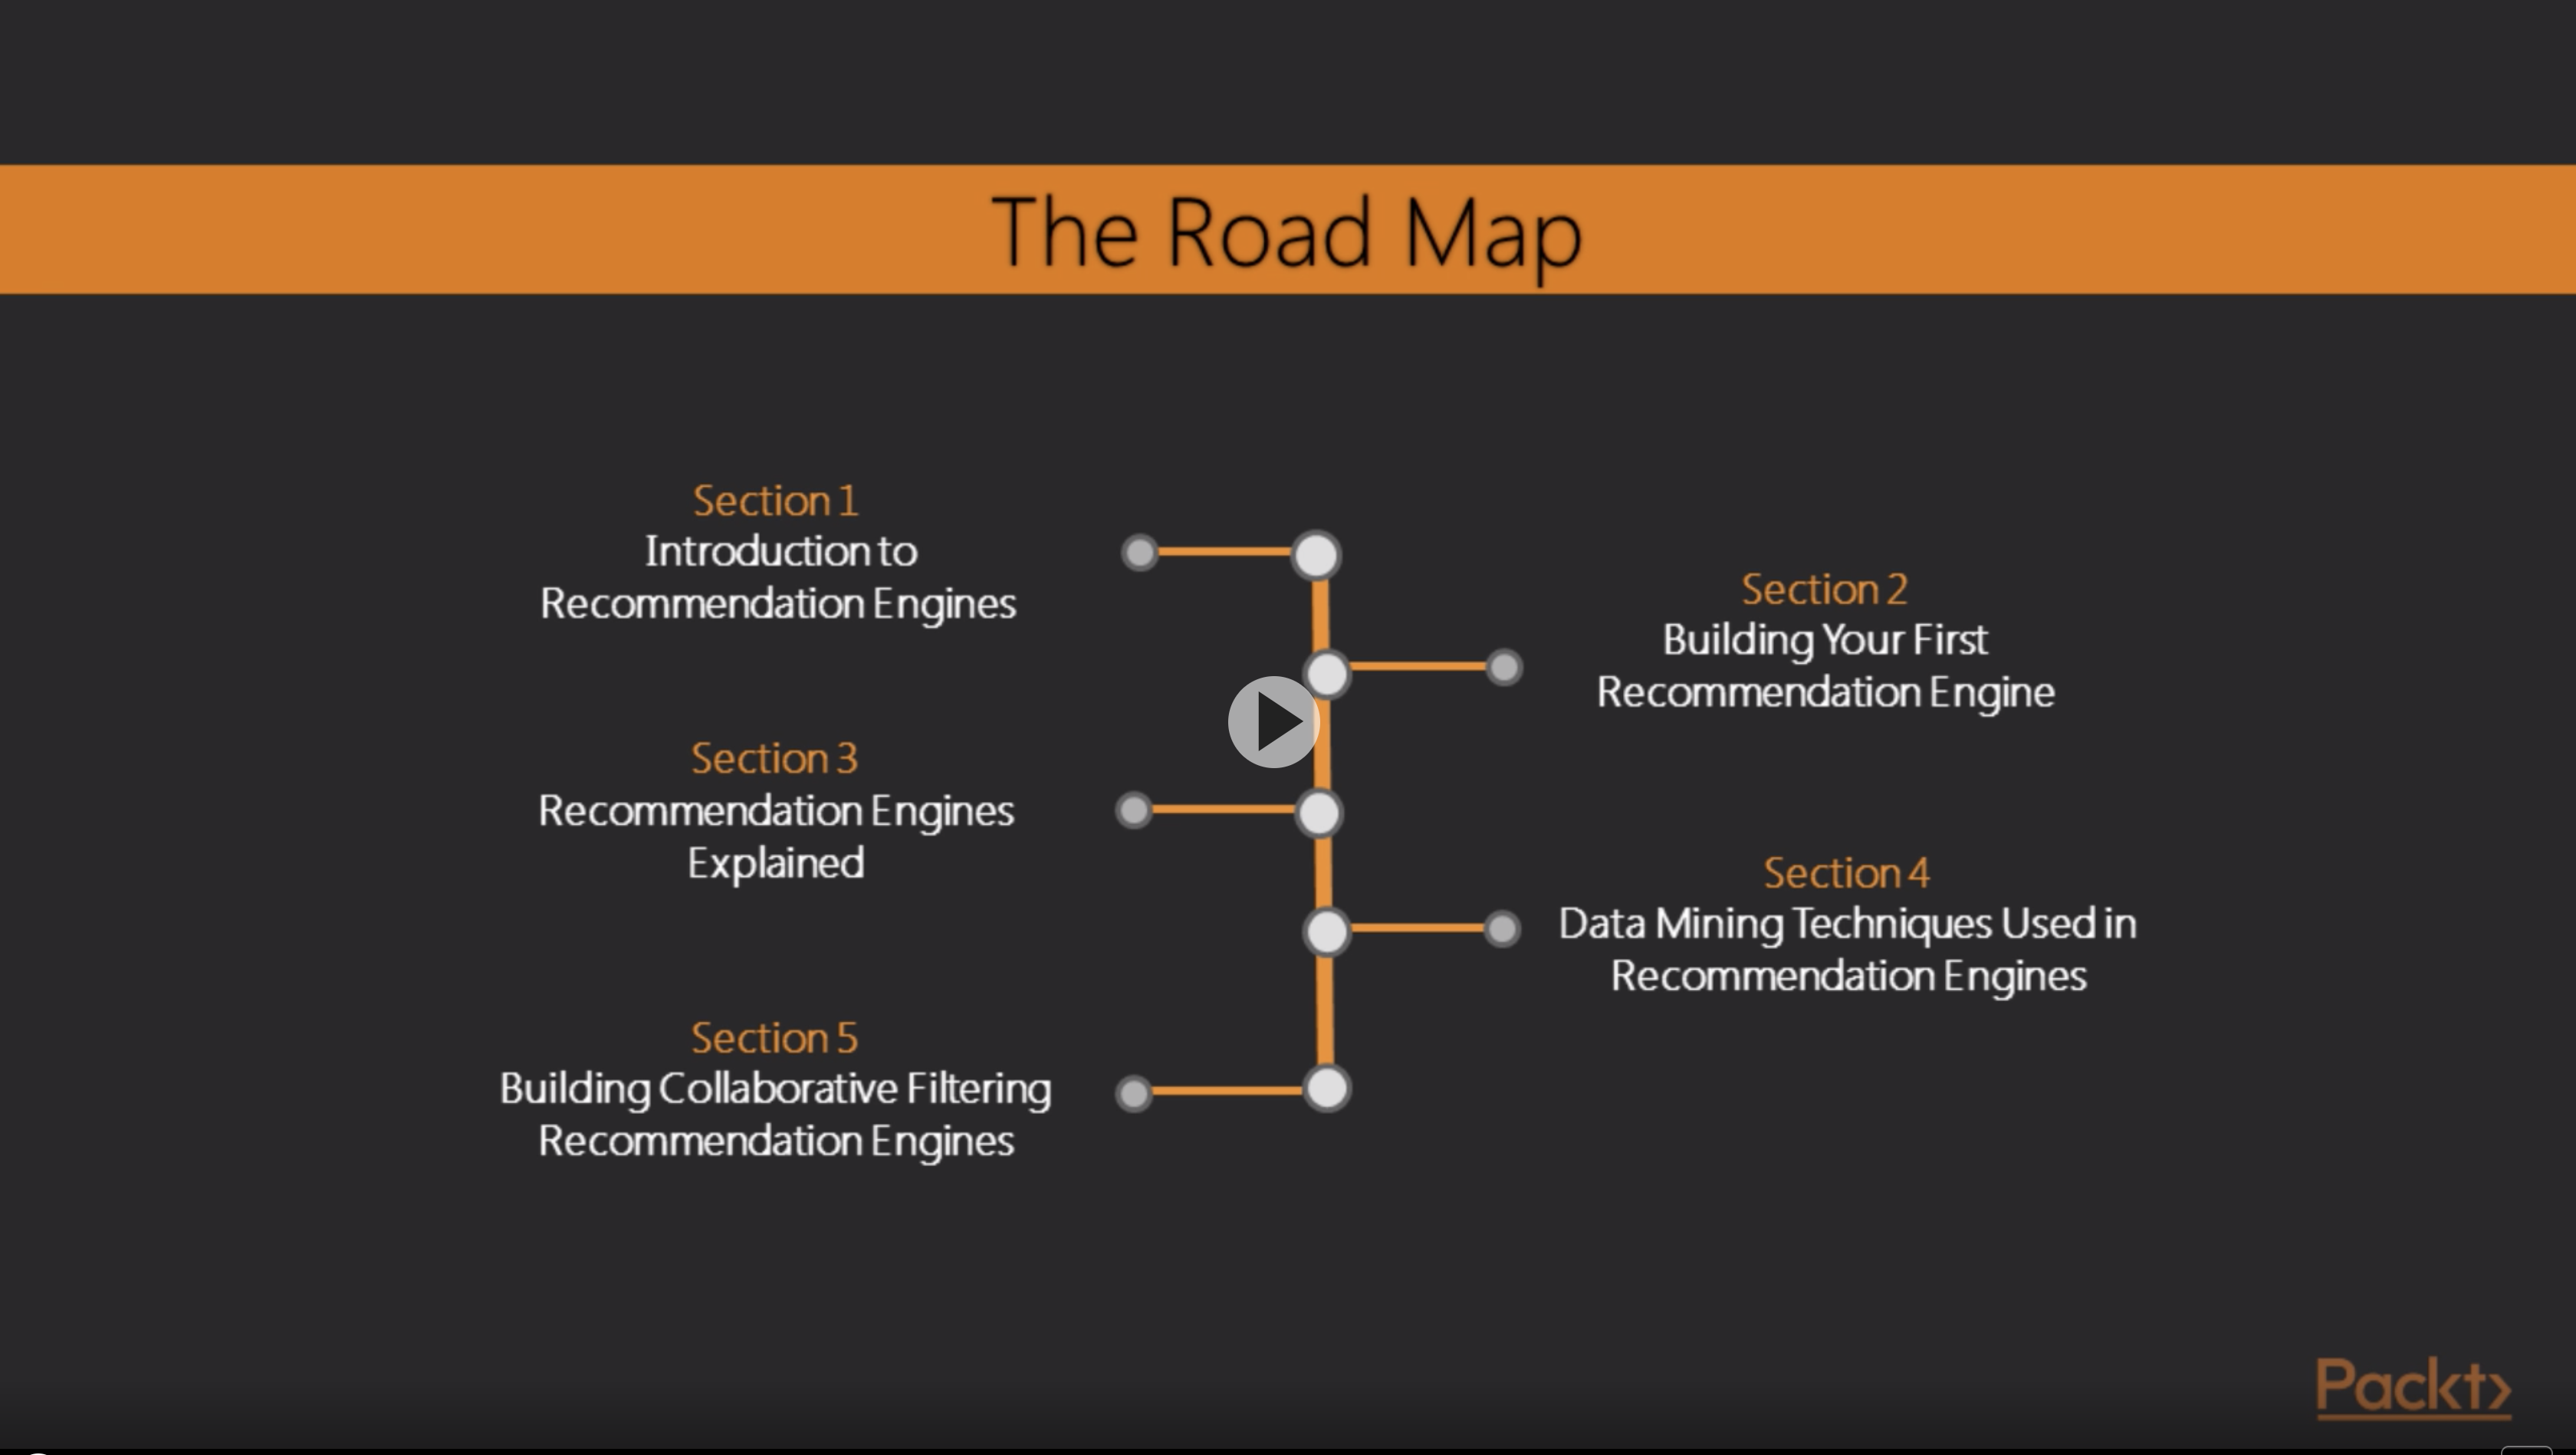 The Road Map
Section 1
Introduction to
Recommendation Engines
Section 2
Building Your First
Recommendation Engine
Section 3
Recommendation Engines
Explained
Section 4
Data Mining Techniques Used in
Recommendation Engines
Section 5
Building Collaborative Filtering
Recommendation Engines
Packt>